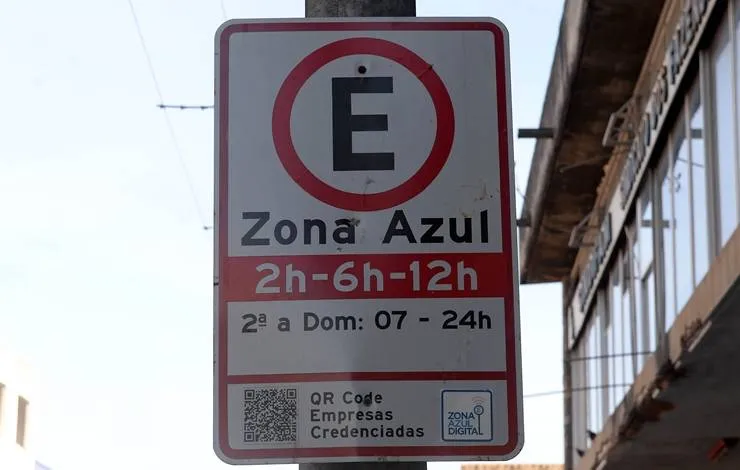 E
Zona Azul
2h-6h-12h
2ª a Dom: 07 - 24h
QR Code
Empresas
Credenciadas
ZONA
AZUL
DIGITAL